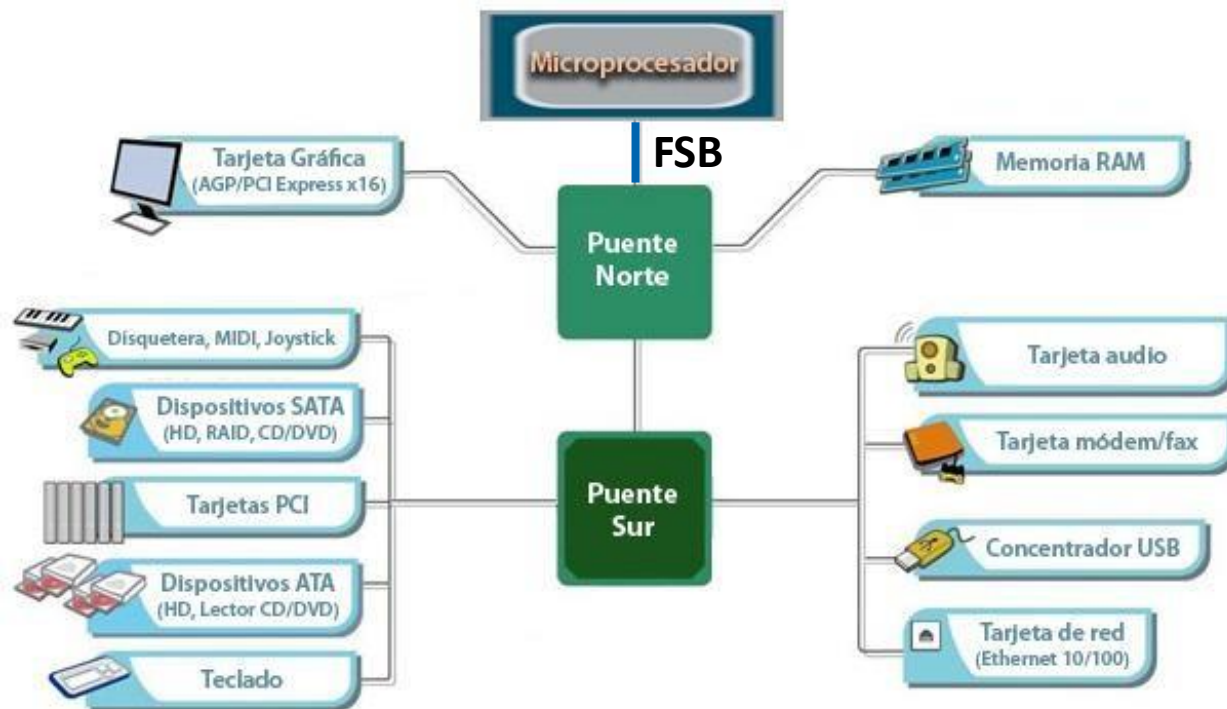 Microprocesador
FSB
Tarjeta Gráfica
(AGP/PCI Express x16)
Memoria RAM
Puente
Norte
Disquetera, MIDI, Joystick
Dispositivos SATA
(HD, RAID, CD/DVD)
Tarjetas PCI
Dispositivos ATA
(HD, Lector CD/DVD)
Teclado
Puente
Sur
Tarjeta audio
Tarjeta módem/fax
Concentrador USB
Tarjeta de red
(Ethernet 10/100)